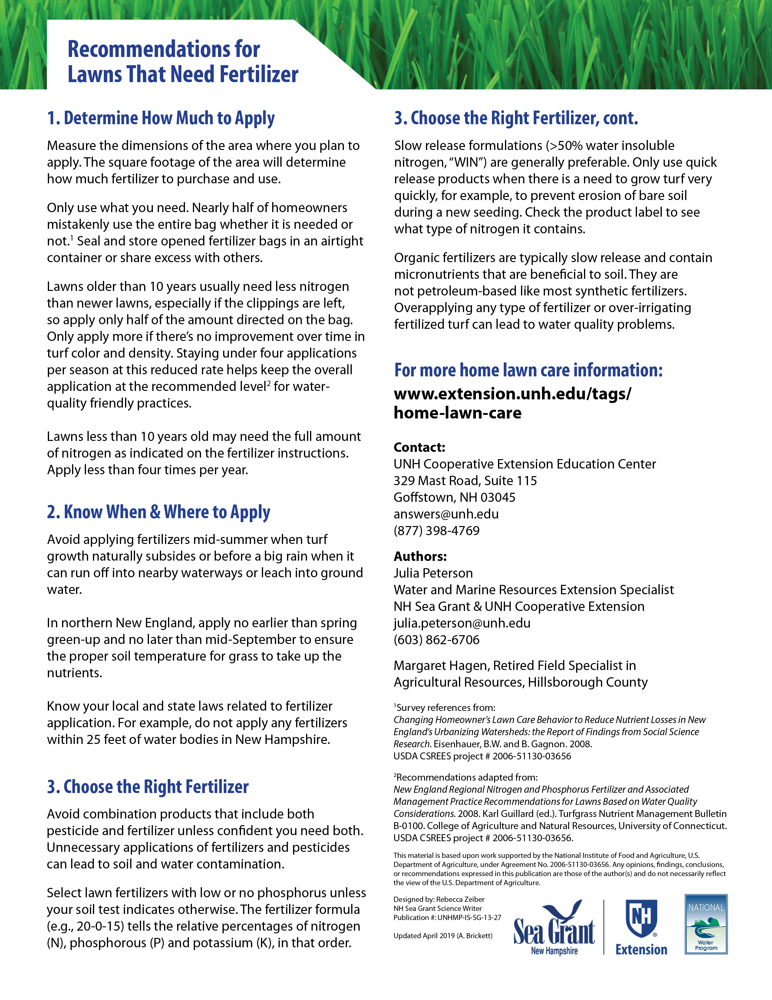 Recommendations for
Lawns That Need Fertilizer
1. Determine How Much to Apply
Measure the dimensions of the area where you plan to
apply. The square footage of the area will determine
how much fertilizer to purchase and use.
Only use what you need. Nearly half of homeowners
mistakenly use the entire bag whether it is needed or
not.¹ Seal and store opened fertilizer bags in an airtight
container or share excess with others.
Lawns older than 10 years usually need less nitrogen
than newer lawns, especially if the clippings are left,
so apply only half of the amount directed on the bag.
Only apply more if there’s no improvement over time in
turf color and density. Staying under four applications
per season at this reduced rate helps keep the overall
application at the recommended level² for water-
quality friendly practices.
Lawns less than 10 years old may need the full amount
of nitrogen as indicated on the fertilizer instructions.
Apply less than four times per year.
2. Know When & Where to Apply
Avoid applying fertilizers mid-summer when turf
growth naturally subsides or before a big rain when it
can run off into nearby waterways or leach into ground
water.
In northern New England, apply no earlier than spring
green-up and no later than mid-September to ensure
the proper soil temperature for grass to take up the
nutrients.
Know your local and state laws related to fertilizer
application. For example, do not apply any fertilizers
within 25 feet of water bodies in New Hampshire.
3. Choose the Right Fertilizer
Avoid combination products that include both
pesticide and fertilizer unless confident you need both.
Unnecessary applications of fertilizers and pesticides
can lead to soil and water contamination.
Select lawn fertilizers with low or no phosphorus unless
your soil test indicates otherwise. The fertilizer formula
(e.g., 20-0-15) tells the relative percentages of nitrogen
(N), phosphorous (P) and potassium (K), in that order.
3. Choose the Right Fertilizer, cont.
Slow release formulations (>50% water insoluble
nitrogen, “WIN”) are generally preferable. Only use quick
release products when there is a need to grow turf very
quickly, for example, to prevent erosion of bare soil
during a new seeding. Check the product label to see
what type of nitrogen it contains.
Organic fertilizers are typically slow release and contain
micronutrients that are beneficial to soil. They are
not petroleum-based like most synthetic fertilizers.
Overapplying any type of fertilizer or over-irrigating
fertilized turf can lead to water quality problems.
For more home lawn care information:
www.extension.unh.edu/tags/
home-lawn-care
Contact:
UNH Cooperative Extension Education Center
329 Mast Road, Suite 115
Goffstown, NH 03045
answers@unh.edu
(877) 398-4769
Authors:
Julia Peterson
Water and Marine Resources Extension Specialist
NH Sea Grant & UNH Cooperative Extension
julia.peterson@unh.edu
(603) 862-6706
Margaret Hagen, Retired Field Specialist in
Agricultural Resources, Hillsborough County
¹Survey references from:
Changing Homeowner’s Lawn Care Behavior to Reduce Nutrient Losses in New
England’s Urbanizing Watersheds: the Report of Findings from Social Science
Research. Eisenhauer, B.W. and B. Gagnon. 2008.
USDA CSREES project # 2006-51130-03656
²Recommendations adapted from:
New England Regional Nitrogen and Phosphorus Fertilizer and Associated
Management Practice Recommendations for Lawns Based on Water Quality
Considerations. 2008. Karl Guillard (ed.). Turfgrass Nutrient Management Bulletin
B-0100. College of Agriculture and Natural Resources, University of Connecticut.
USDA CSREES project # 2006-51130-03656.
This material is based upon work supported by the National Institute of Food and Agriculture, U.S.
Department of Agriculture, under Agreement No. 2006-51130-03656. Any opinions, findings, conclusions,
or recommendations expressed in this publication are those of the author(s) and do not necessarily reflect
the view of the U.S. Department of Agriculture.
Designed by: Rebecca Zeiber
NH Sea Grant Science Writer
Publication #: UNHMP-IS-SG-13-27
Updated April 2019 (A. Brickett)
Sea Grant
New Hampshire
NH
®
Extension
NATIONAL
Water
Program